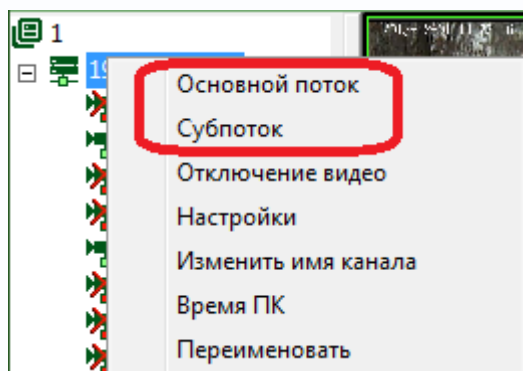 1
Основной поток
Субпоток
Отключение видео
Настройки
Изменить имя канала
Время ПК
Переименовать